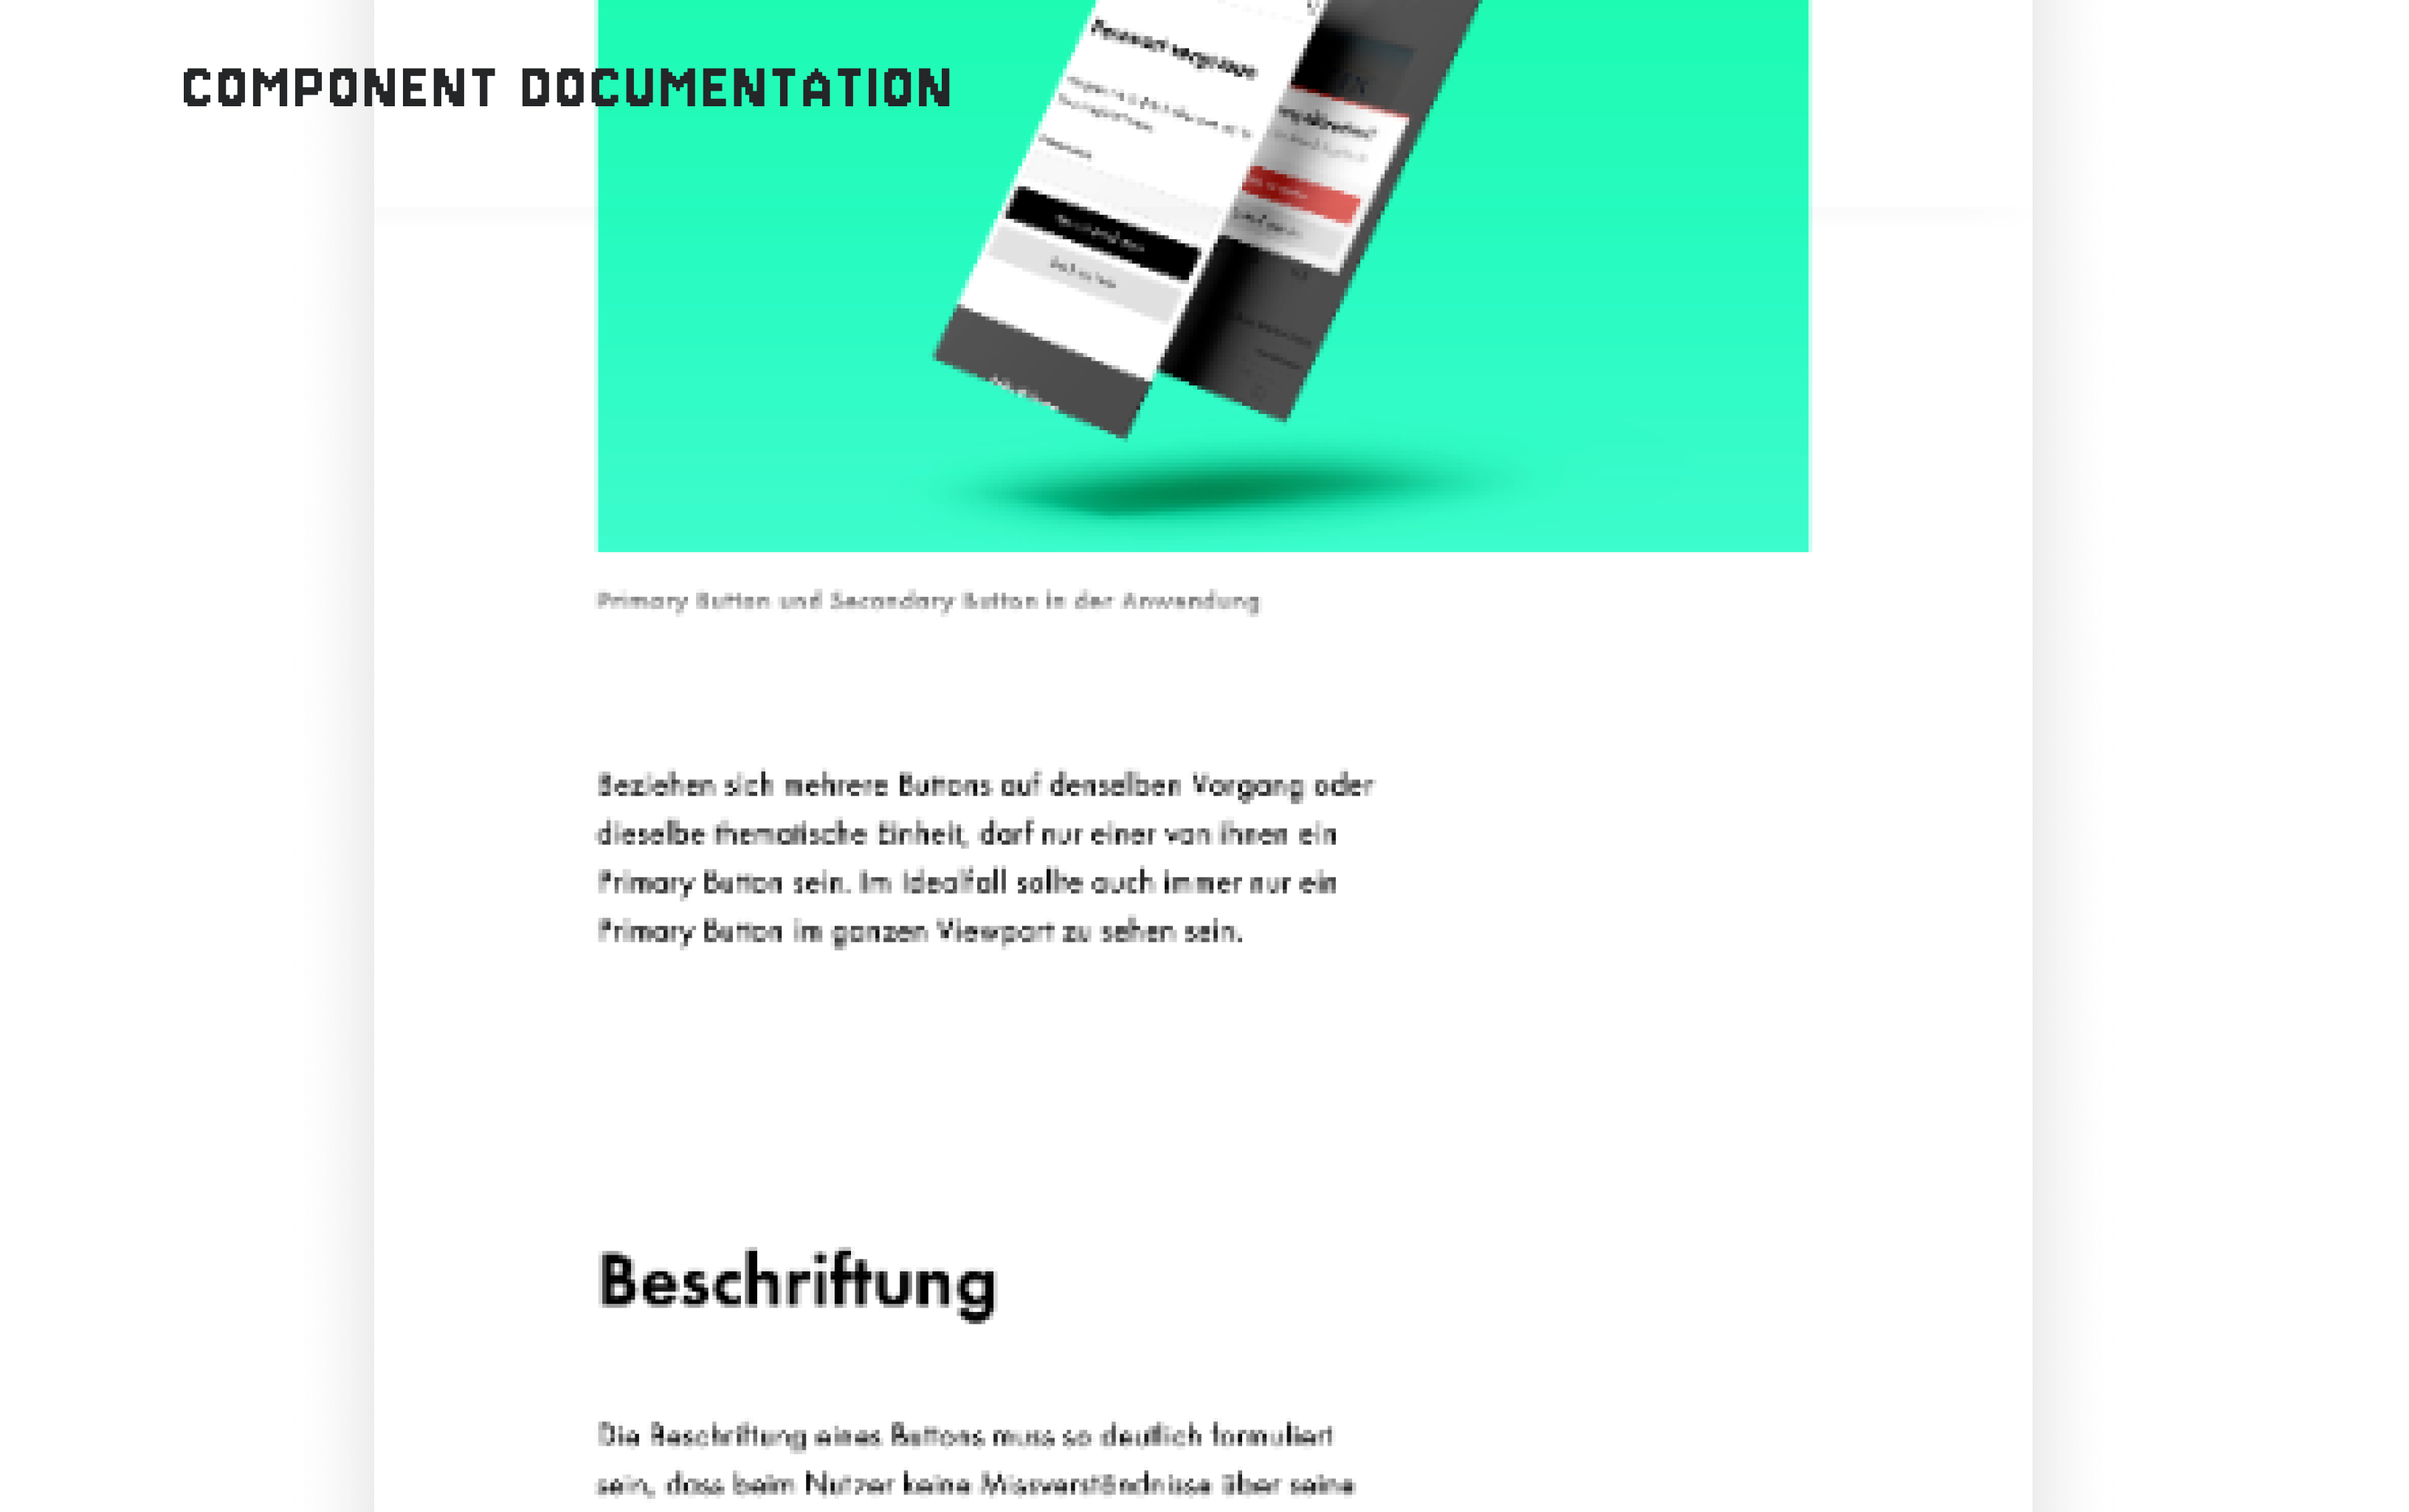 COMPONENT DOCUMENTATION
Passwort vergessen
Primary Button und Secondary Button in der Anwendung
Beziehen sich mehrere Buttons auf denselben Vorgang oder
dieselbe thematische Einheit, darf nur einer von ihnen ein
Primary Button sein. Im Idealfall sollte auch immer nur ein
Primary Button im ganzen Viewport zu sehen sein.
Beschriftung
Die Beschriftung eines Buttons muss so deutlich formuliert
sein, dass beim Nutzer keine Missverständnisse über seine